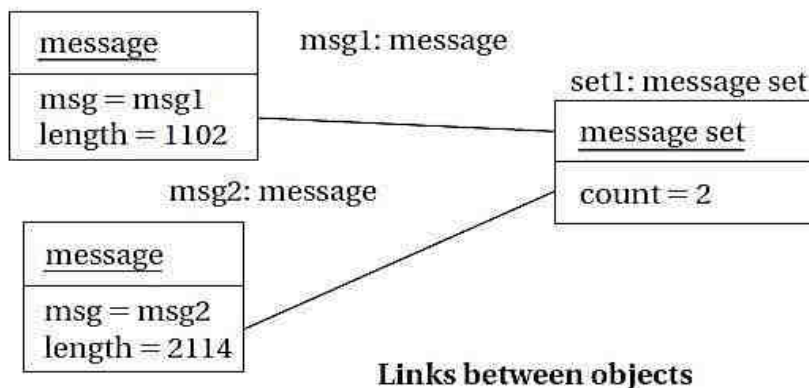 message
msg = msg1
length = 1102
msg1: message
set1: message set
message set
count = 2
msg2: message
message
msg = msg2
length = 2114
Links between objects